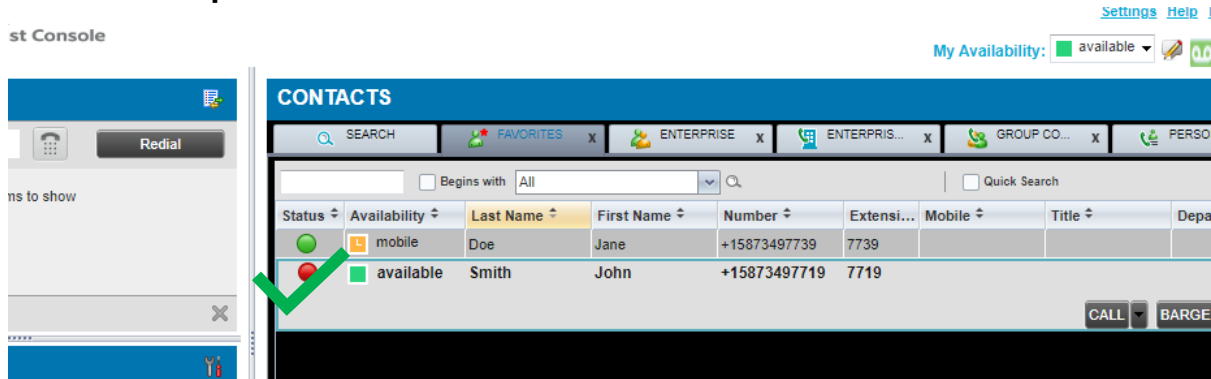 Settings Help
st Console
My Availability: available
CONTACTS
Redial
SEARCH FAVORITES x ENTERPRISE x ENTERPRIS... x GROUP CO... x PERSO
ms to show
Begins with All Quick Search
Status Availability Last Name First Name Number Extensi... Mobile Title Depa
mobile Doe Jane +15873497739 7739
available Smith John +15873497719 7719
CALL BARGE